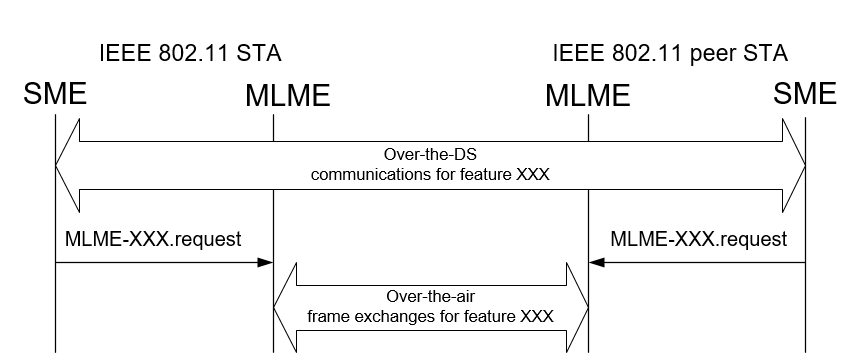 IEEE 802.11 STA
IEEE 802.11 peer STA
SME
MLME
MLME
SME
Over-the-DS
communications for feature XXX
MLME-XXX.request
MLME-XXX.request
Over-the-air
frame exchanges for feature XXX